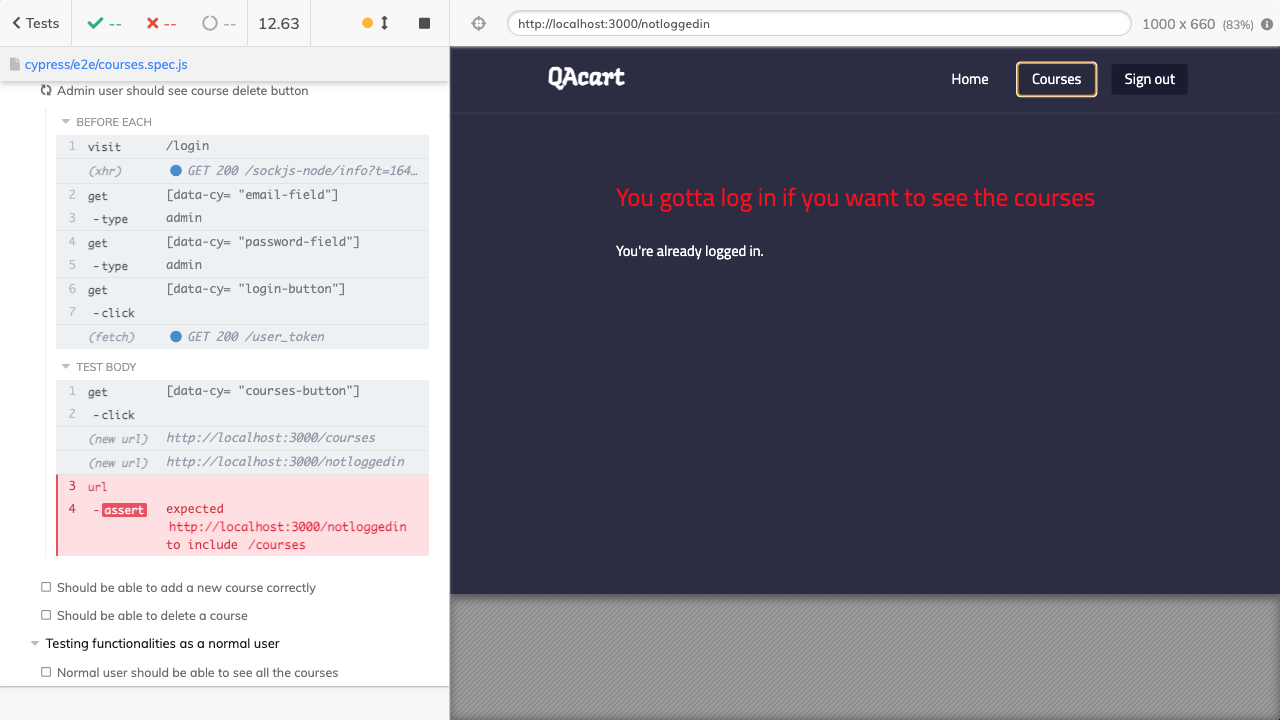 Tests
--
--
--
12.63
http://localhost:3000/notloggedin
1000 x 660 (83%)
cypress/e2e/courses.spec.js
Admin user should see course delete button
BEFORE EACH
1 visit /login
(xhr) GET 200 /sockjs-node/info?t=164…
2 get [data-cy= "email-field"]
3 -type admin
4 get [data-cy= "password-field"]
5 -type admin
6 get [data-cy= "login-button"]
7 -click
(fetch) GET 200 /user_token
TEST BODY
1 get [data-cy= "courses-button"]
2 -click
(new url) http://localhost:3000/courses
(new url) http://localhost:3000/notloggedin
3 url
4 -assert expected
http://localhost:3000/notloggedin
to include /courses
Should be able to add a new course correctly
Should be able to delete a course
Testing functionalities as a normal user
Normal user should be able to see all the courses
QAcart
Home
Courses
Sign out
You gotta log in if you want to see the courses
You're already logged in.